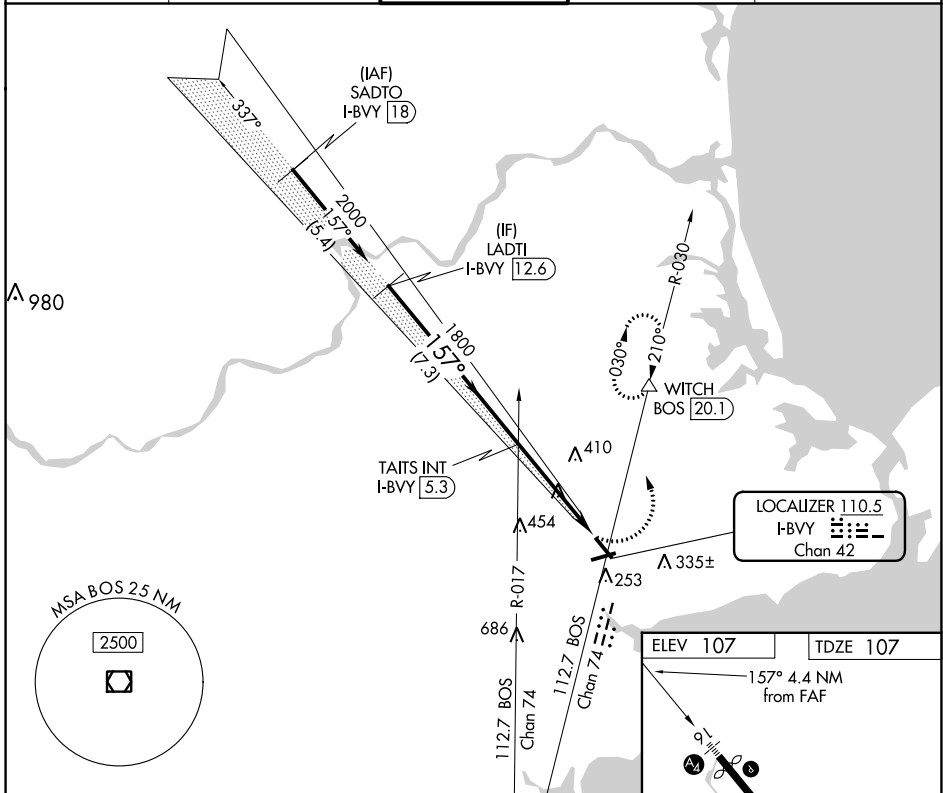 (IAF)
SADTO
I-BVY 18
337°
2000
157°
(5.4)
(IF)
LADTI
I-BVY 12.6
R-030
980
1800
157°
(7.3)
030°
210°
WITCH
BOS 20.1
410
TAITS INT
I-BVY 5.3
LOCALIZER 110.5
I-BVY
Chan 42
454
335±
253
R-017
MSA BOS 25 NM
2500
686
112.7 BOS
Chan 74
112.7 BOS
Chan 74
ELEV 107
TDZE 107
157° 4.4 NM
from FAF
16
A4
P